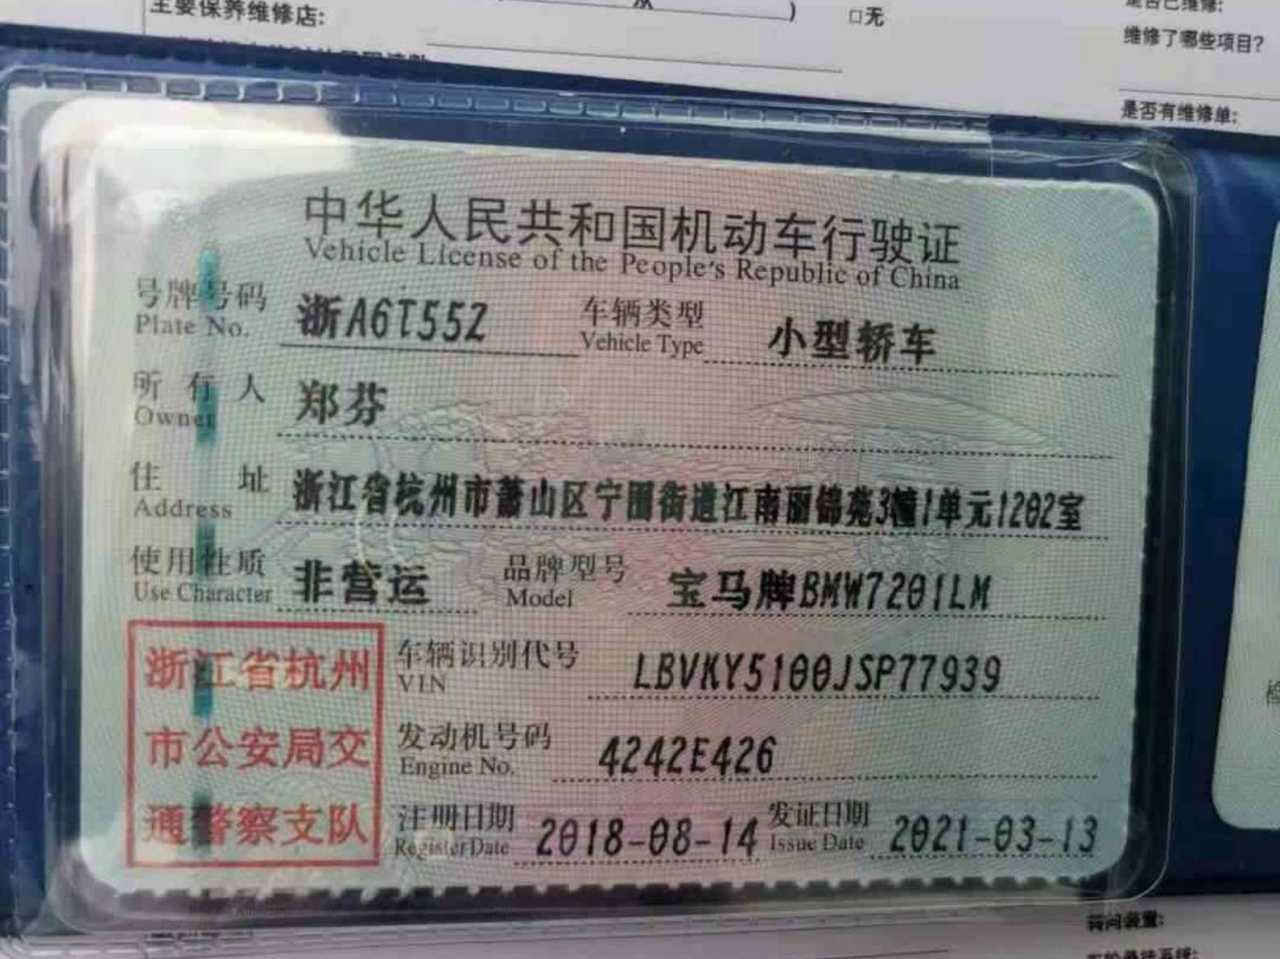 主要保养维修店:
)
□无
维修了哪些项目?
是否有维修单:
中华人民共和国机动车行驶证
Vehicle License of the People's Republic of China
号牌号码 浙A6T55Z 车辆类型 小型轿车
Plate No. Vehicle Type
所行人 郑芬
Owner
住址 浙江省杭州市萧山区宁围街道江南丽锦苑3幢1单元1202室
Address
使用性质 非营运 品牌型号 宝马牌BMW7201LM
Use Character Model
浙江省杭州
市公安局交
通警察支队
车辆识别代号 LBVKY5100JSP77939
VIN
发动机号码 4242E426
Engine No.
注册日期 2018-08-14 发证日期 2021-03-13
Register Date Issue Date